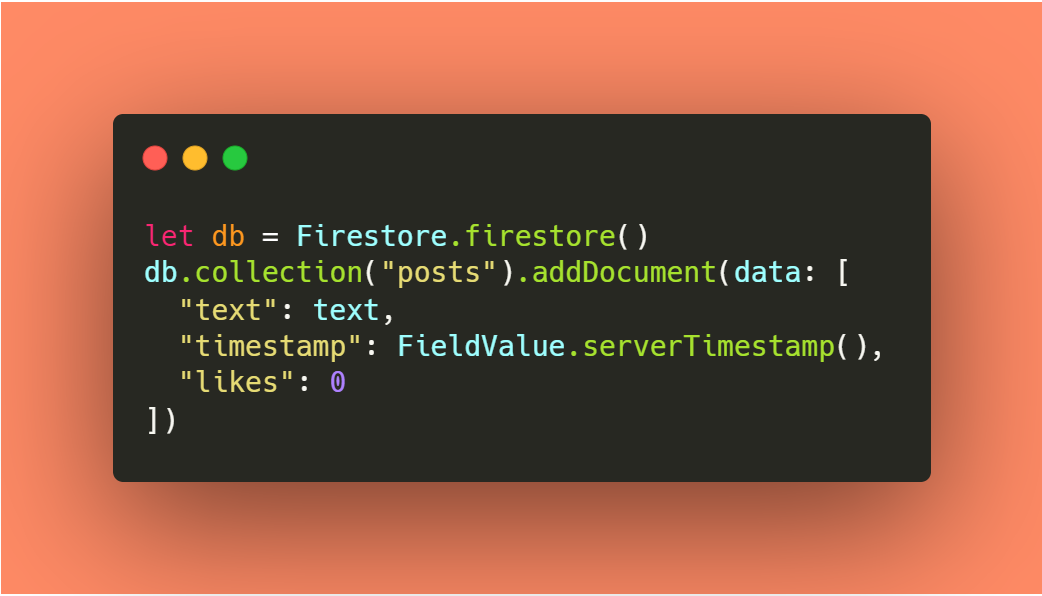 let db = Firestore.firestore()
db.collection("posts").addDocument(data: [
  "text": text,
  "timestamp": FieldValue.serverTimestamp(),
  "likes": 0
])